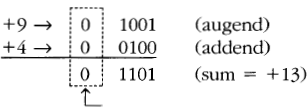 +9 → 0 1001 (augend)
+4 → 0 0100 (addend)
0 1101 (sum = +13)